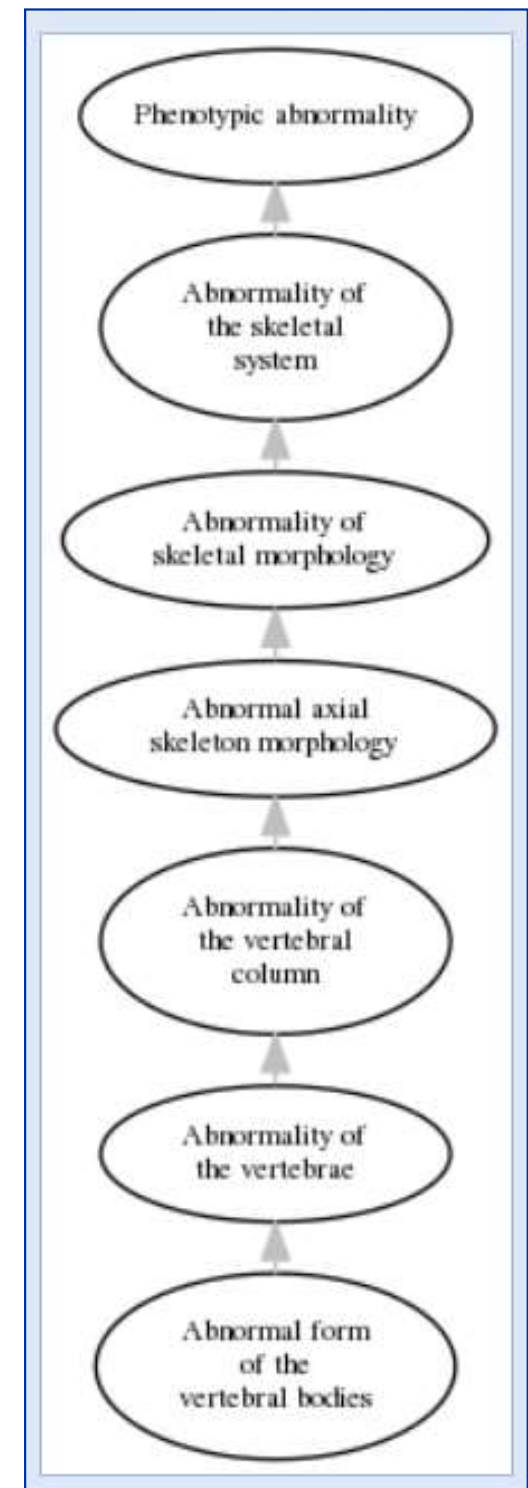 Phenotypic abnormality
Abnormality of
the skeletal
system
Abnormality of
skeletal morphology
Abnormal axial
skeleton morphology
Abnormality of
the vertebral
column
Abnormality of
the vertebrae
Abnormal form
of the
vertebral bodies